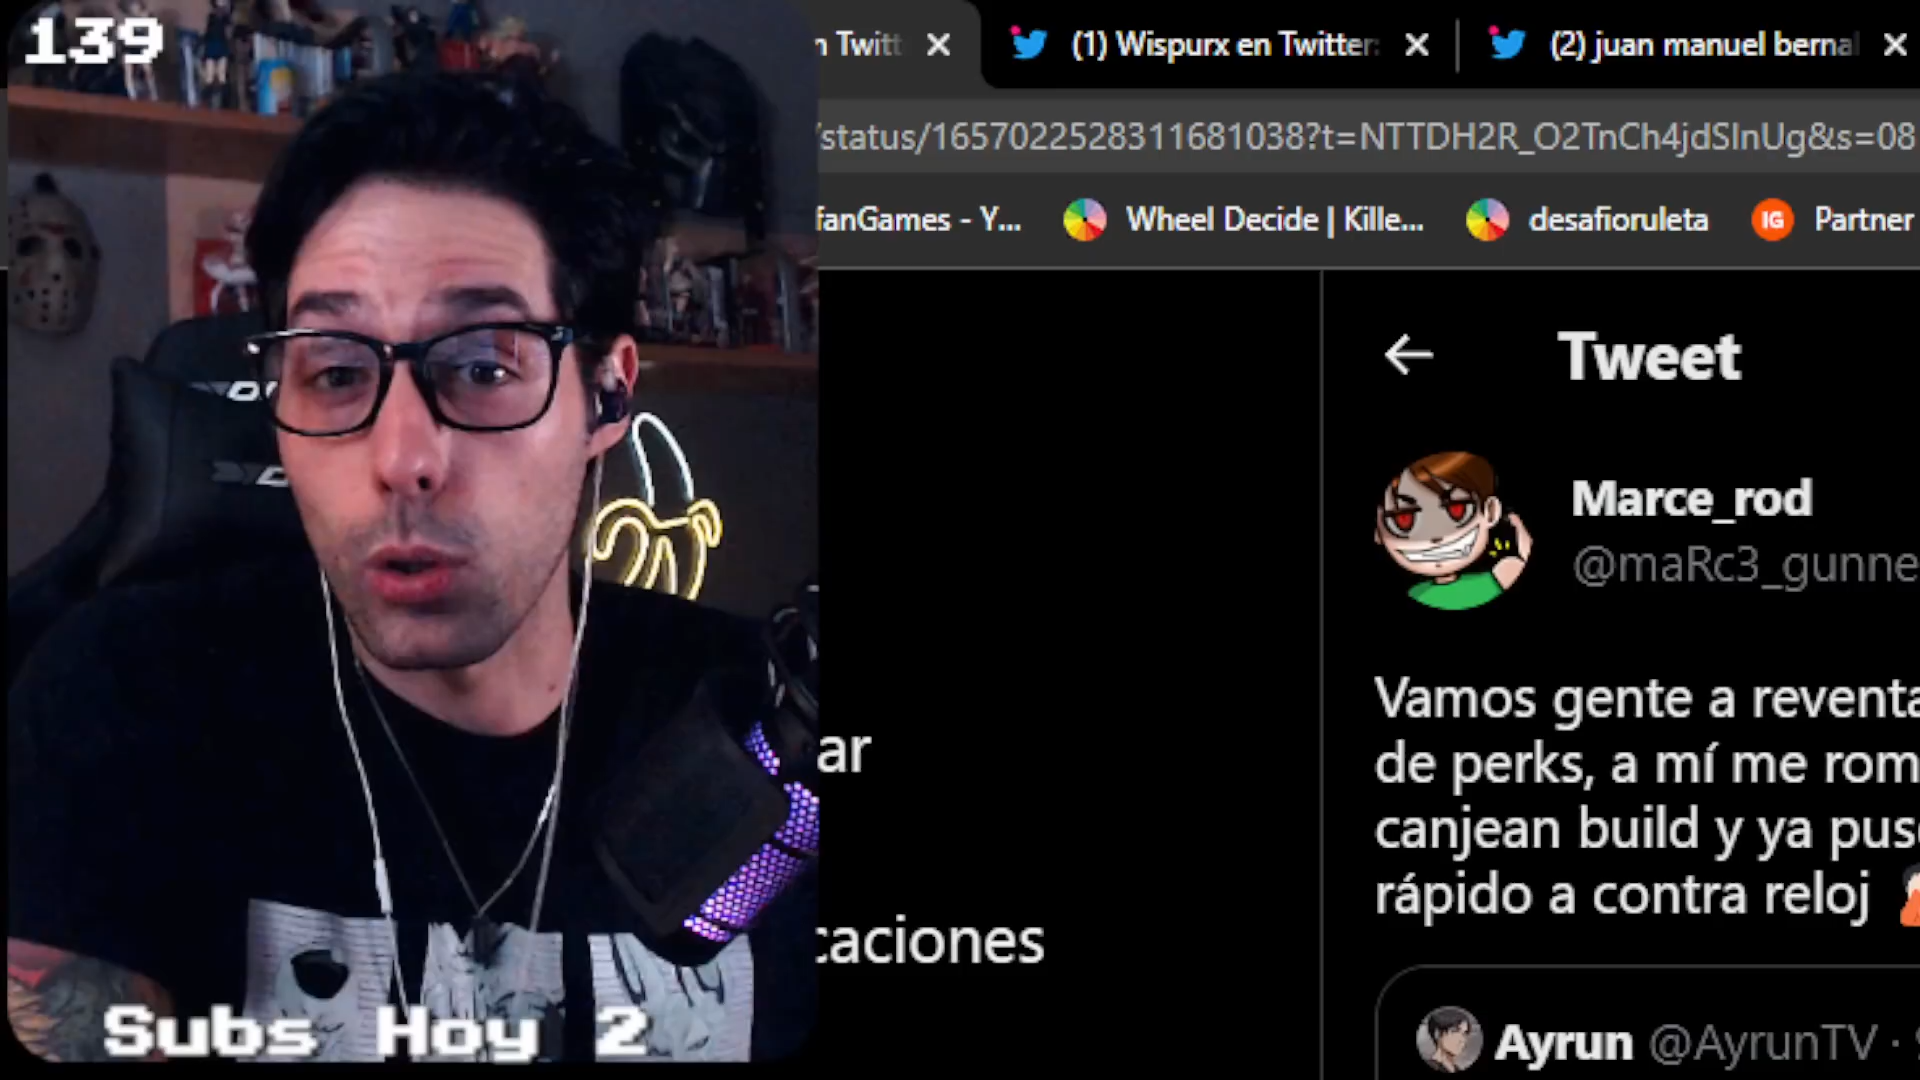 139
n Twitt
(1) Wispurx en Twitter:
(2) juan manuel bernal
/status/1657022528311681038?t=NTTDH2R_O2TnCh4jdSInUg&s=08
fanGames - Y...
Wheel Decide | Kille...
desafioruleta
IG
Partner
Tweet
Marce_rod
@maRc3_gunne
Vamos gente a reventa
de perks, a mí me rom
canjean build y ya pus
rápido a contra reloj
ar
caciones
Ayrun @AyrunTV ·
Subs Hoy 2